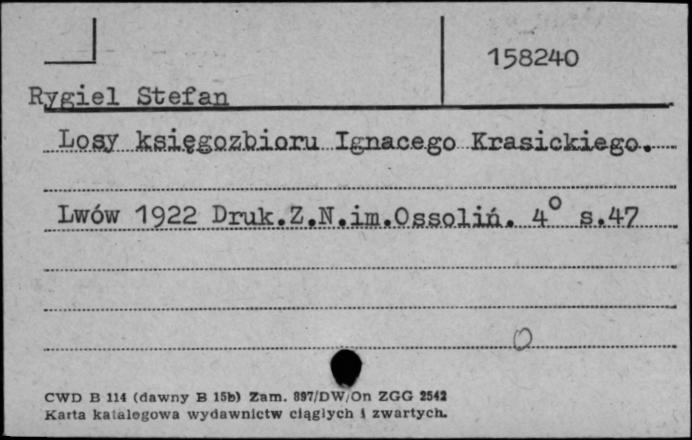 158240
Rygiel Stefan
Losy księgozbioru Ignacego Krasickiego.
Lwów 1922 Druk.Z.N.im.Ossoliń. 4° s.47
O
CWD B 114 (dawny B 15b) Zam. 897/DW/On ZGG 2542
Karta katalogowa wydawnictw ciągłych i zwartych.